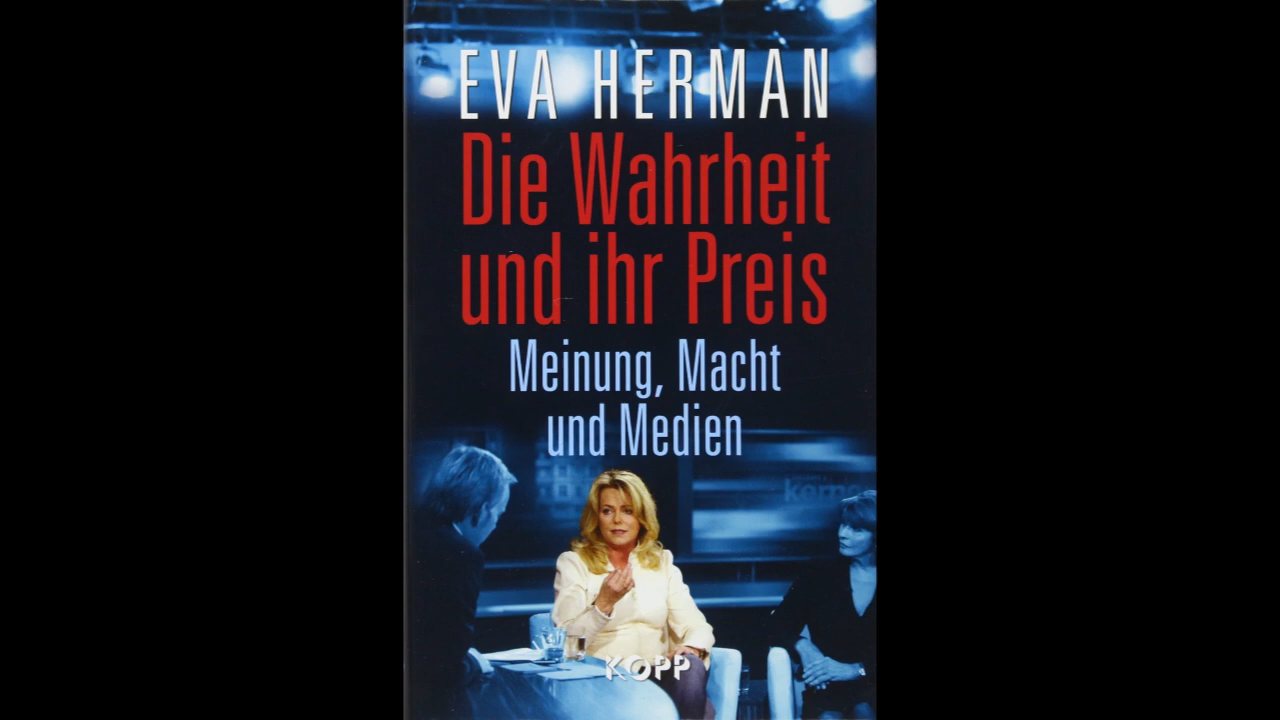 EVA HERMAN
Die Wahrheit
und ihr Preis
Meinung, Macht
und Medien
KOPP